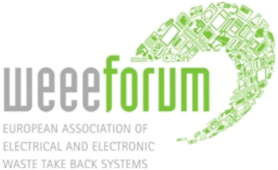 weeeforum
EUROPEAN ASSOCIATION OF
ELECTRICAL AND ELECTRONIC
WASTE TAKE BACK SYSTEMS